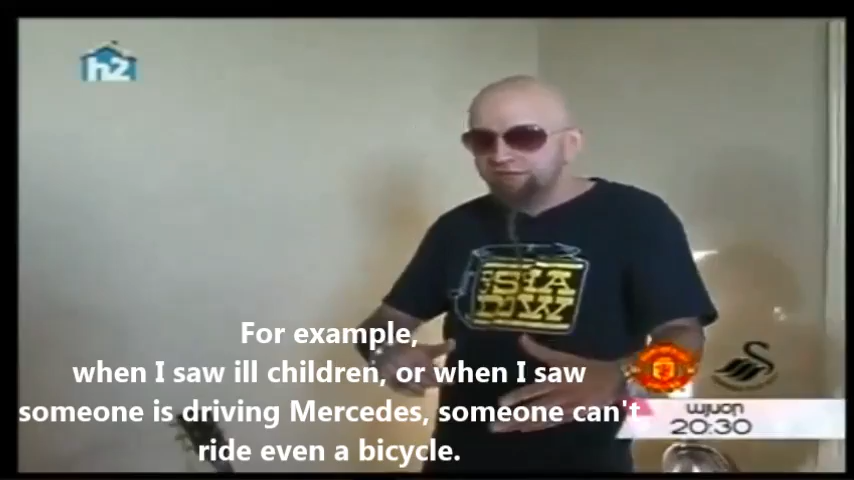 h2
For example,
when I saw ill children, or when I saw
someone is driving Mercedes, someone can't
ride even a bicycle.
այսօր
20:30